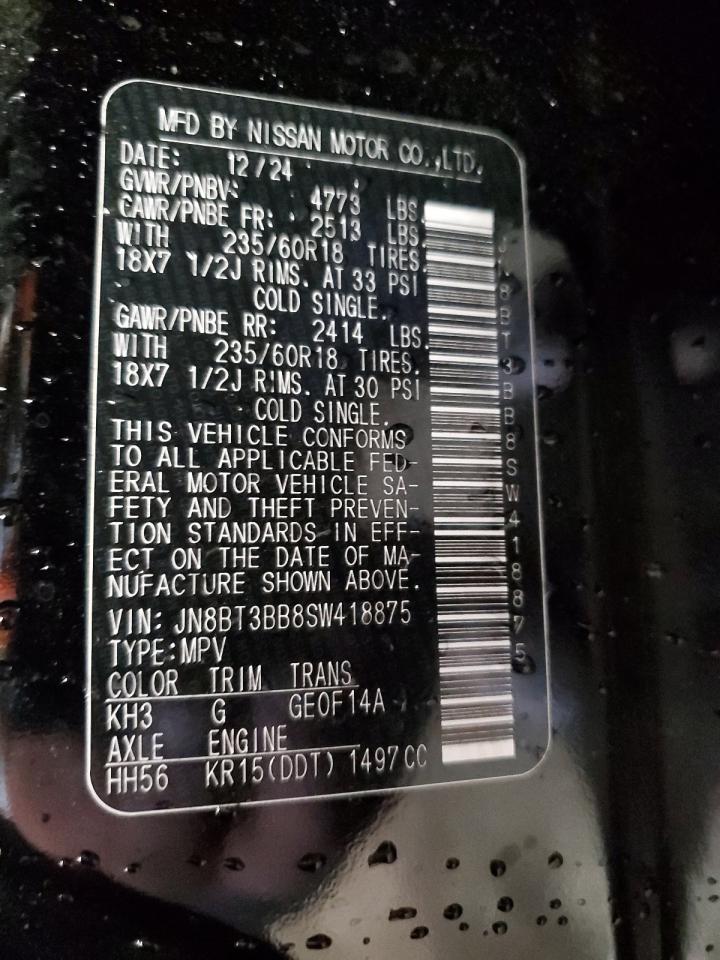 MFD BY NISSAN MOTOR CO.,LTD.
DATE: 12/24
GVWR/PNBV: 4773 LBS.
GAWR/PNBE FR: 2513 LBS.
WITH 235/60R18 TIRES.
18X7 1/2J RIMS. AT 33 PSI
COLD SINGLE.
GAWR/PNBE RR: 2414 LBS.
WITH 235/60R18 TIRES.
18X7 1/2J RIMS. AT 30 PSI
COLD SINGLE.
THIS VEHICLE CONFORMS
TO ALL APPLICABLE FED-
ERAL MOTOR VEHICLE SA-
FETY AND THEFT PREVEN-
TION STANDARDS IN EFF-
ECT ON THE DATE OF MA-
NUFACTURE SHOWN ABOVE.
VIN: JN8BT3BB8SW418875
TYPE:MPV
COLOR TRIM TRANS
KH3 G GE0F14A
AXLE ENGINE
HH56 KR15(DDT) 1497CC
JN8BT3BB8SW418875